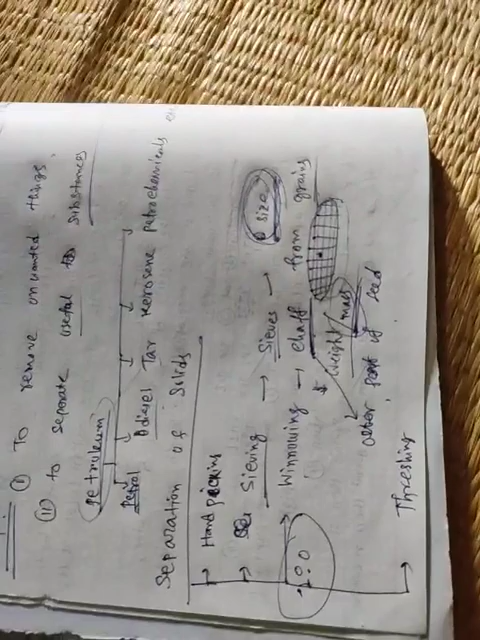 (i) To remove unwanted things.
(ii) to separate useful substances
petroleum
Petrol diesel Tar kerosene petrochemicals
Separation of Solids
Hand picking
Sieving → Sieves → size
Winnowing → chaff from grains
weight/mass
other part of seed
Threshing